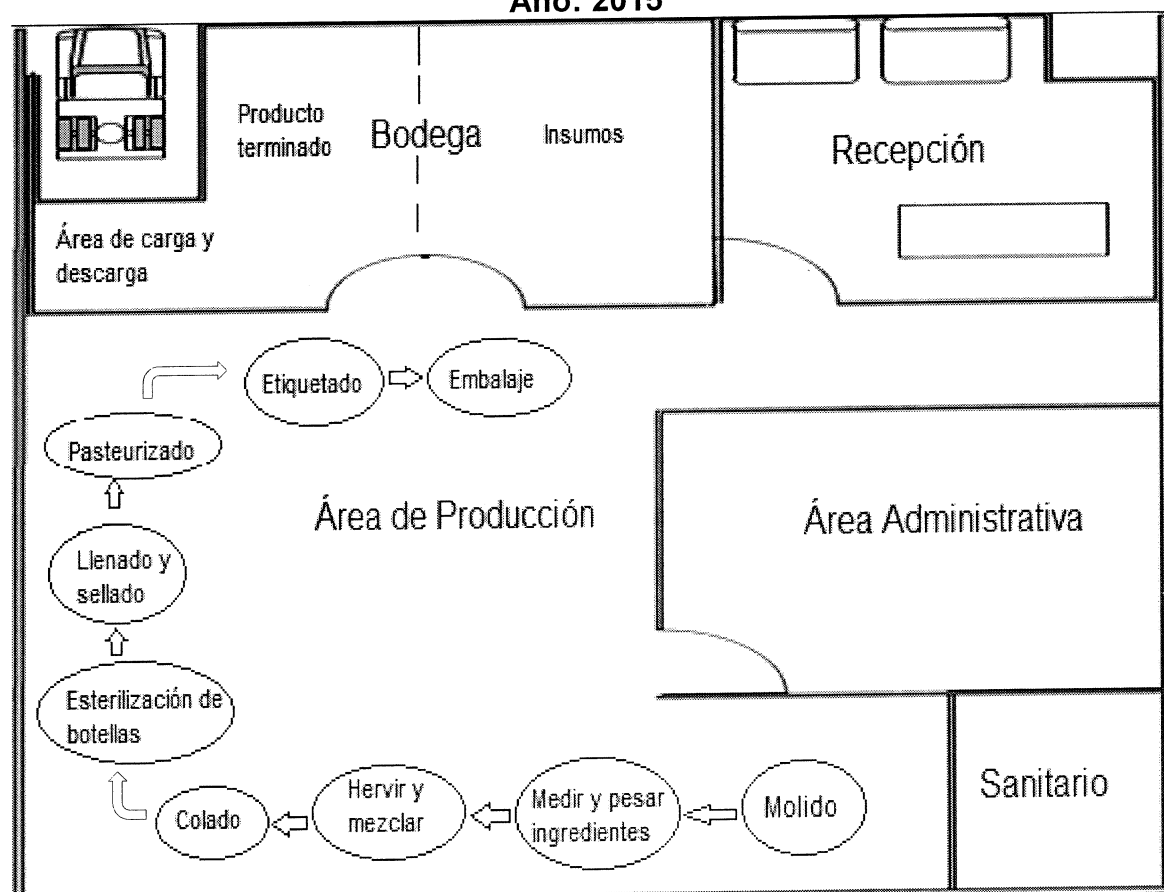 Año: 2015
Producto
terminado
Bodega
Insumos
Recepción
Área de carga y
descarga
Etiquetado
Embalaje
Pasteurizado
Área de Producción
Área Administrativa
Llenado y
sellado
Esterilización de
botellas
Colado
Hervir y
mezclar
Medir y pesar
ingredientes
Molido
Sanitario